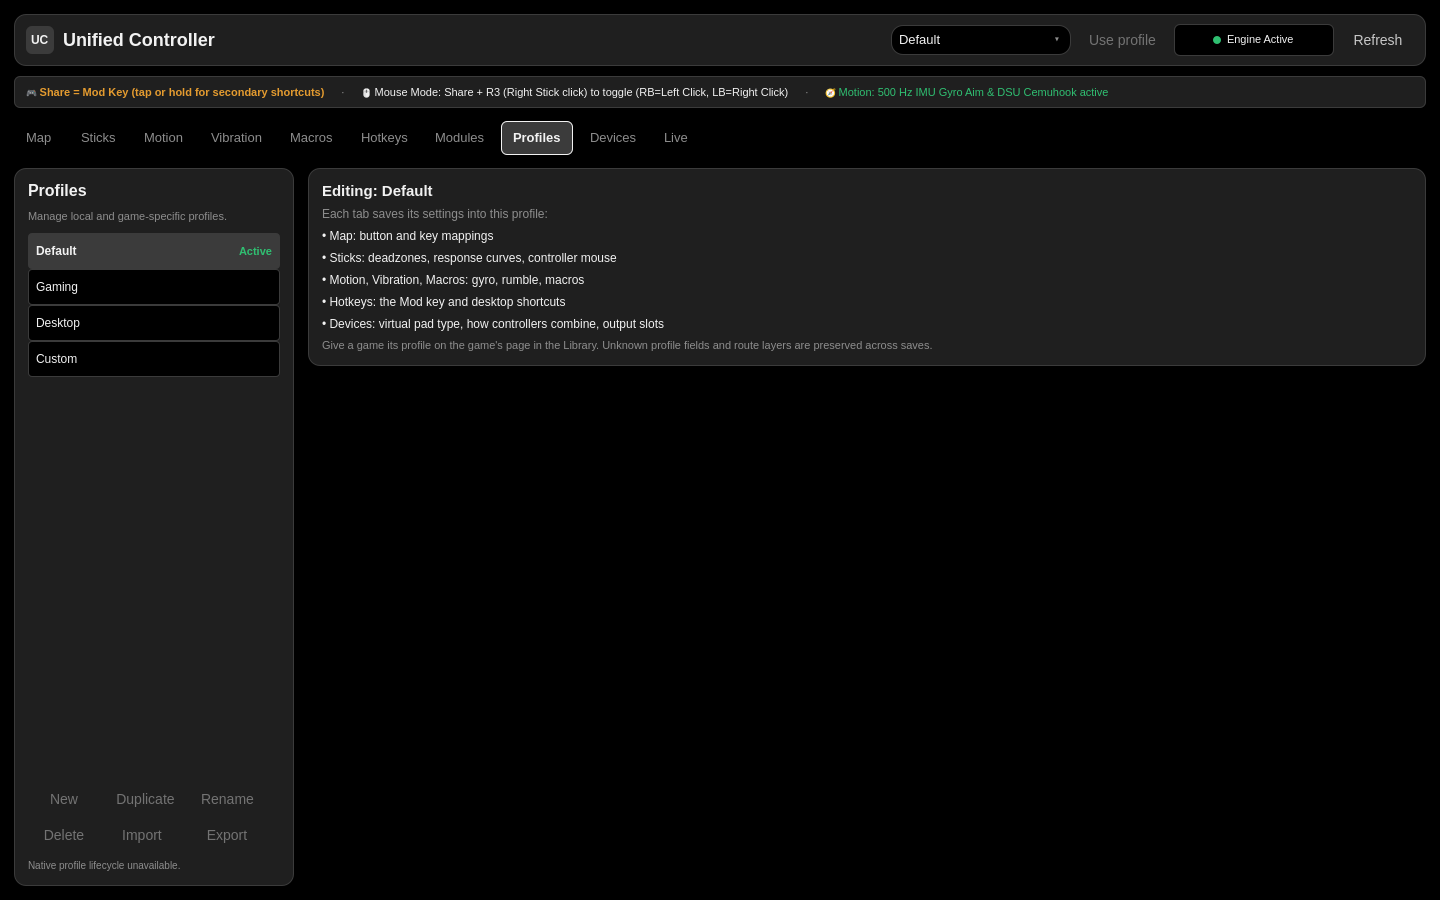 UC Unified Controller
Default
Use profile
Engine Active
Refresh
Share = Mod Key (tap or hold for secondary shortcuts) · Mouse Mode: Share + R3 (Right Stick click) to toggle (RB=Left Click, LB=Right Click) · Motion: 500 Hz IMU Gyro Aim & DSU Cemuhook active
Map Sticks Motion Vibration Macros Hotkeys Modules Profiles Devices Live
Profiles
Manage local and game-specific profiles.
Default Active
Gaming
Desktop
Custom
New Duplicate Rename
Delete Import Export
Native profile lifecycle unavailable.
Editing: Default
Each tab saves its settings into this profile:
• Map: button and key mappings
• Sticks: deadzones, response curves, controller mouse
• Motion, Vibration, Macros: gyro, rumble, macros
• Hotkeys: the Mod key and desktop shortcuts
• Devices: virtual pad type, how controllers combine, output slots
Give a game its profile on the game's page in the Library. Unknown profile fields and route layers are preserved across saves.